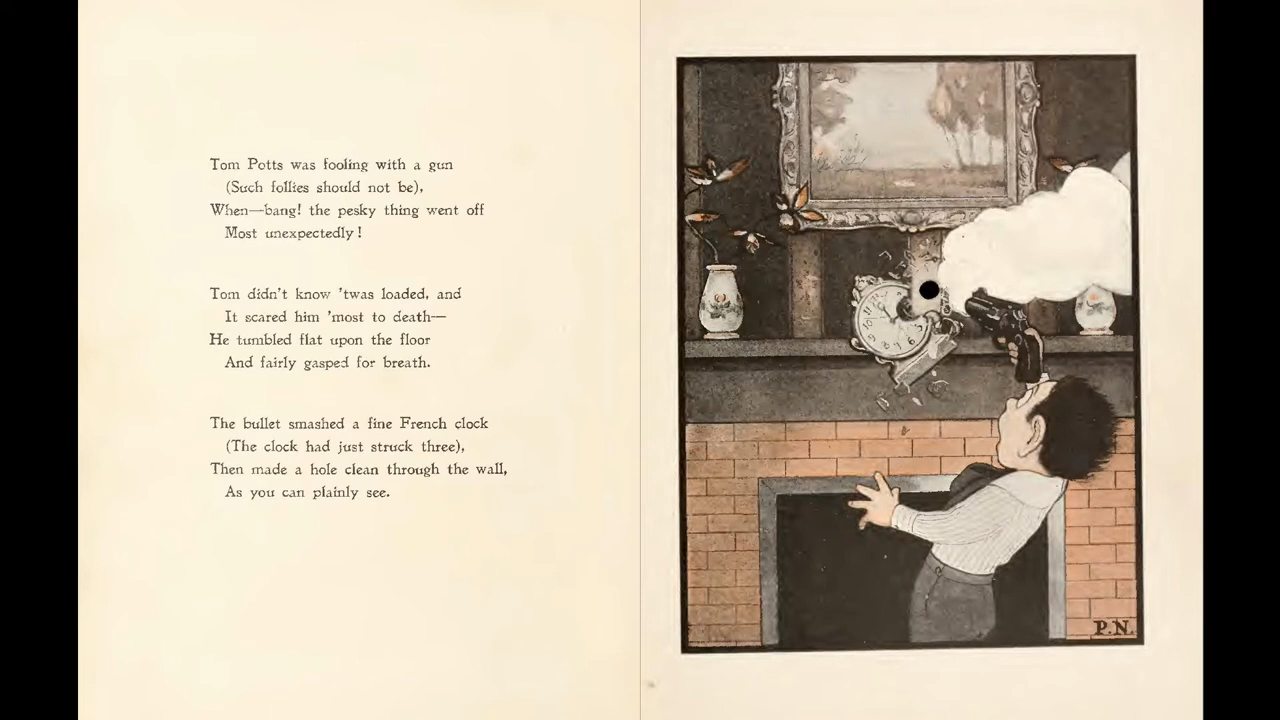 Tom Potts was fooling with a gun
(Such follies should not be),
When—bang! the pesky thing went off
Most unexpectedly!
Tom didn't know 'twas loaded, and
It scared him 'most to death—
He tumbled flat upon the floor
And fairly gasped for breath.
The bullet smashed a fine French clock
(The clock had just struck three),
Then made a hole clean through the wall,
As you can plainly see.
P.N.